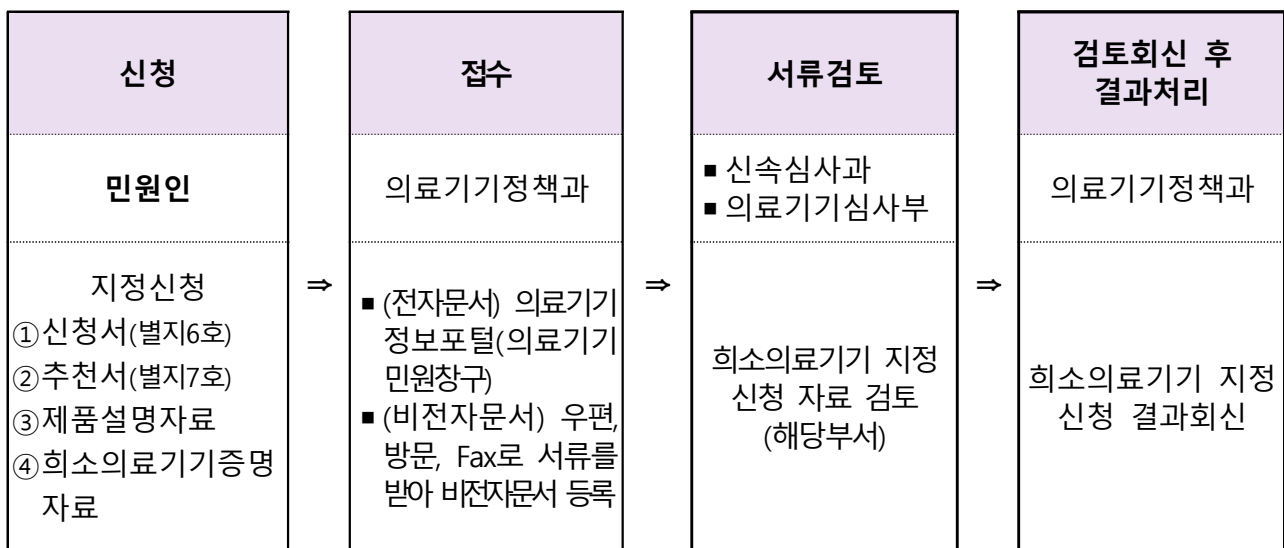 신청
민원인
지정신청
①신청서(별지6호)
②추천서(별지7호)
③제품설명자료
④희소의료기기증명
자료
⇒
접수
의료기기정책과
■ (전자문서) 의료기기
정보포털(의료기기
민원창구)
■ (비전자문서) 우편,
방문, Fax로 서류를
받아 비전자문서 등록
⇒
서류검토
■ 신속심사과
■ 의료기기심사부
희소의료기기 지정
신청 자료 검토
(해당부서)
⇒
검토회신 후
결과처리
의료기기정책과
희소의료기기 지정
신청 결과회신